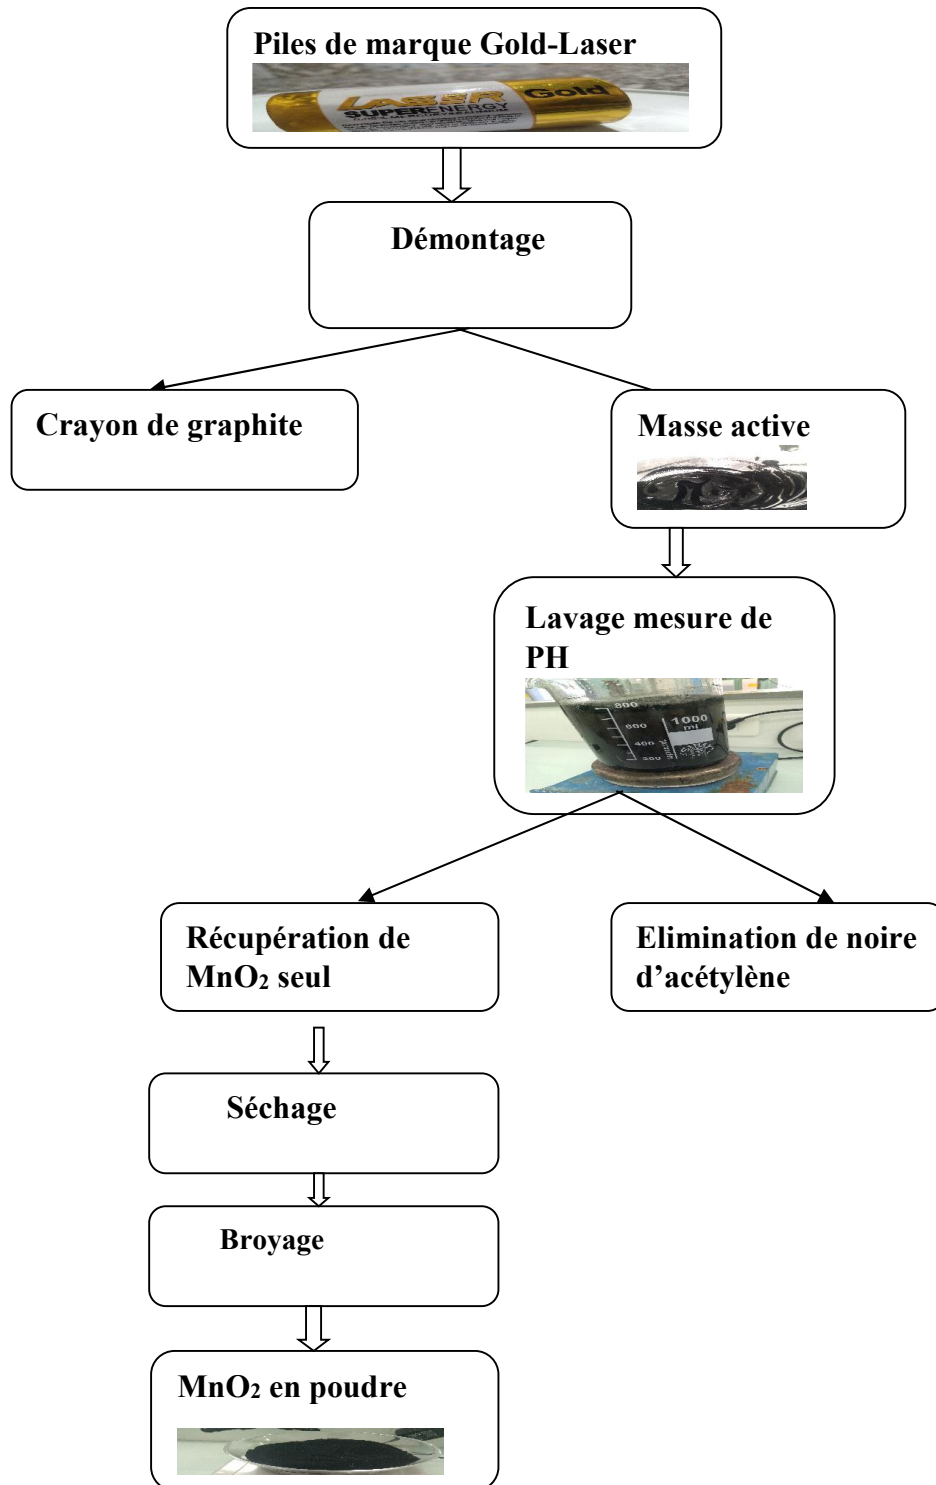 Piles de marque Gold-Laser
LASER
Gold
SUPERENERGY
Démontage
Crayon de graphite
Masse active
Lavage mesure de
PH
800
1000
600
400
Récupération de
MnO₂ seul
Elimination de noire
d’acétylène
Séchage
Broyage
MnO₂ en poudre